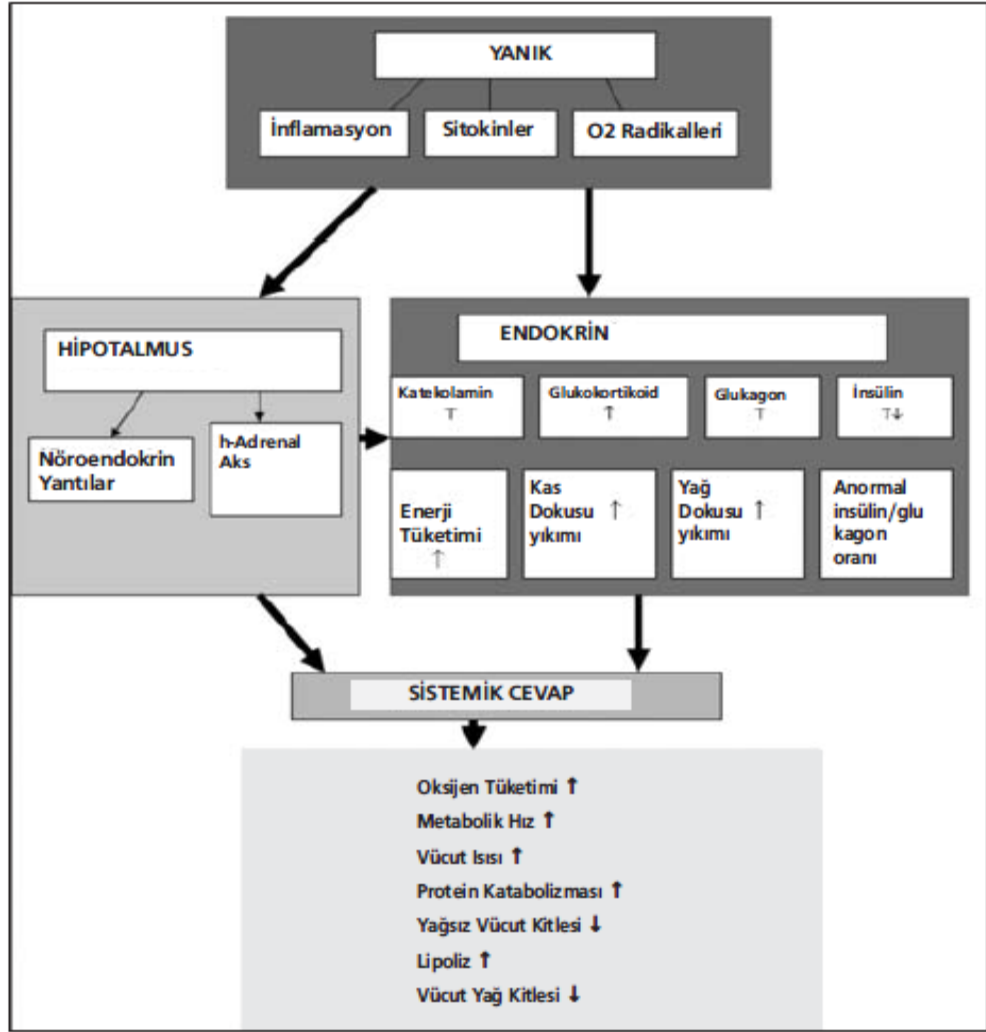 YANIK
İnflamasyon
Sitokinler
O2 Radikalleri
HİPOTALMUS
Nöroendokrin
Yantılar
h-Adrenal
Aks
ENDOKRİN
Katekolamin
↑
Glukokortikoid
↑
Glukagon
↑
İnsülin
↑↓
Enerji
Tüketimi
↑
Kas
Dokusu ↑
yıkımı
Yağ
Dokusu ↑
yıkımı
Anormal
insülin/glu
kagon
oranı
SİSTEMİK CEVAP
Oksijen Tüketimi ↑
Metabolik Hız ↑
Vücut Isısı ↑
Protein Katabolizması ↑
Yağsız Vücut Kitlesi ↓
Lipoliz ↑
Vücut Yağ Kitlesi ↓